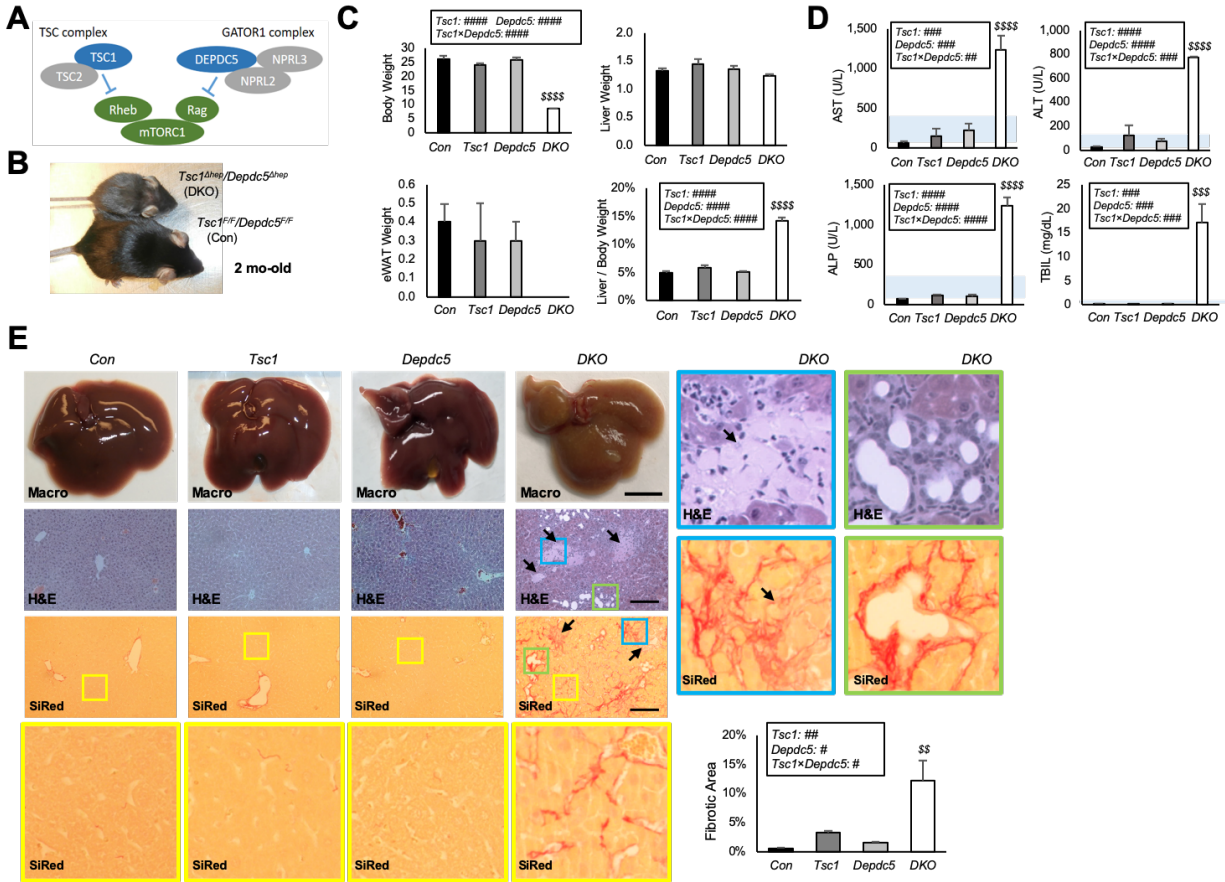 A
TSC complex
GATOR1 complex
TSC1
TSC2
DEPDC5
NPRL3
NPRL2
Rheb
Rag
mTORC1
B
Tsc1Δhep/Depdc5Δhep
(DKO)
Tsc1F/F/Depdc5F/F
(Con)
2 mo-old
C
Tsc1: #### Depdc5: ####
Tsc1×Depdc5: ####
Body Weight
30
25
20
15
10
5
0
$$$$
Con Tsc1 Depdc5 DKO
Liver Weight
2.0
1.5
1.0
0.5
0.0
Con Tsc1 Depdc5 DKO
eWAT Weight
0.6
0.5
0.4
0.3
0.2
0.1
0.0
Con Tsc1 Depdc5 DKO
Liver / Body Weight
20%
15%
10%
5%
0%
Tsc1: ####
Depdc5: ####
Tsc1×Depdc5: ####
$$$$
Con Tsc1 Depdc5 DKO
D
AST (U/L)
1,500
1,000
500
0
Tsc1: ###
Depdc5: ###
Tsc1×Depdc5: ##
$$$$
Con Tsc1 Depdc5 DKO
ALT (U/L)
1,000
800
600
400
200
0
Tsc1: ####
Depdc5: ####
Tsc1×Depdc5: ###
$$$$
Con Tsc1 Depdc5 DKO
ALP (U/L)
1,500
1,000
500
0
Tsc1: ####
Depdc5: ####
Tsc1×Depdc5: ####
$$$$
Con Tsc1 Depdc5 DKO
TBIL (mg/dL)
25
20
15
10
5
0
Tsc1: ###
Depdc5: ###
Tsc1×Depdc5: ###
$$$
Con Tsc1 Depdc5 DKO
E
Con Tsc1 Depdc5 DKO DKO DKO
Macro Macro Macro Macro
H&E H&E
H&E H&E H&E H&E
SiRed SiRed
SiRed SiRed SiRed SiRed
SiRed SiRed SiRed SiRed
Fibrotic Area
20%
15%
10%
5%
0%
Tsc1: ##
Depdc5: #
Tsc1×Depdc5: #
$$
Con Tsc1 Depdc5 DKO